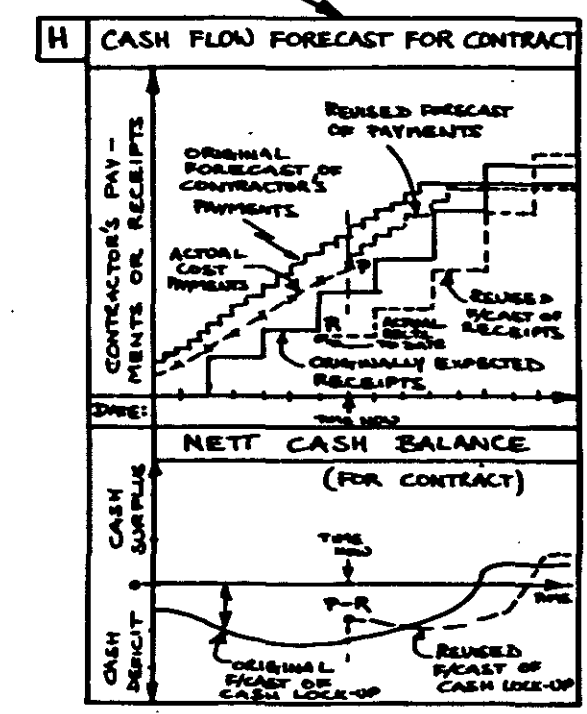 H
CASH FLOW FORECAST FOR CONTRACT
CONTRACTOR'S PAY-
MENTS OR RECEIPTS
REVISED FORECAST
OF PAYMENTS
ORIGINAL
FORECAST OF
CONTRACTOR'S
PAYMENTS
ACTUAL
COST
PAYMENTS
P
R
ACTUAL
TO DATE
REVISED
F/CAST OF
RECEIPTS
ORIGINALLY EXPECTED
RECEIPTS
DATE:
TIME NOW
NETT CASH BALANCE
(FOR CONTRACT)
CASH
SURPLUS
CASH
DEFICIT
TIME
NOW
TIME
P-R
ORIGINAL
F/CAST OF
CASH LOCK-UP
REVISED
F/CAST OF
CASH LOCK-UP